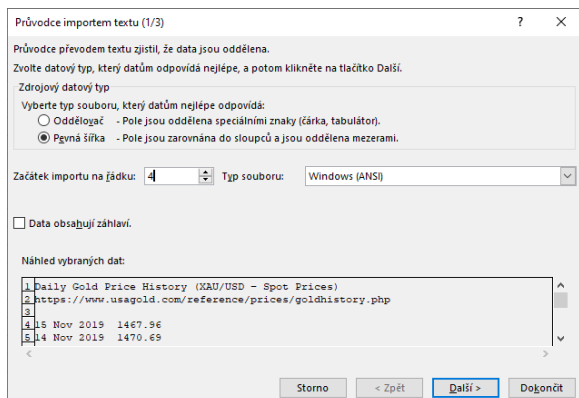 Průvodce importem textu (1/3) ? ×
Průvodce převodem textu zjistil, že data jsou oddělena.
Zvolte datový typ, který datům odpovídá nejlépe, a potom klikněte na tlačítko Další.
Zdrojový datový typ
Vyberte typ souboru, který datům nejlépe odpovídá:
Oddělovač - Pole jsou oddělena speciálními znaky (čárka, tabulátor).
Pevná šířka - Pole jsou zarovnána do sloupců a jsou oddělena mezerami.
Začátek importu na řádku: 4 Typ souboru: Windows (ANSI)
Data obsahují záhlaví.
Náhled vybraných dat:
1 Daily Gold Price History (XAU/USD - Spot Prices)
2 https://www.usagold.com/reference/prices/goldhistory.php
3
4 15 Nov 2019 1467.96
5 14 Nov 2019 1470.69
Storno < Zpět Další > Dokončit